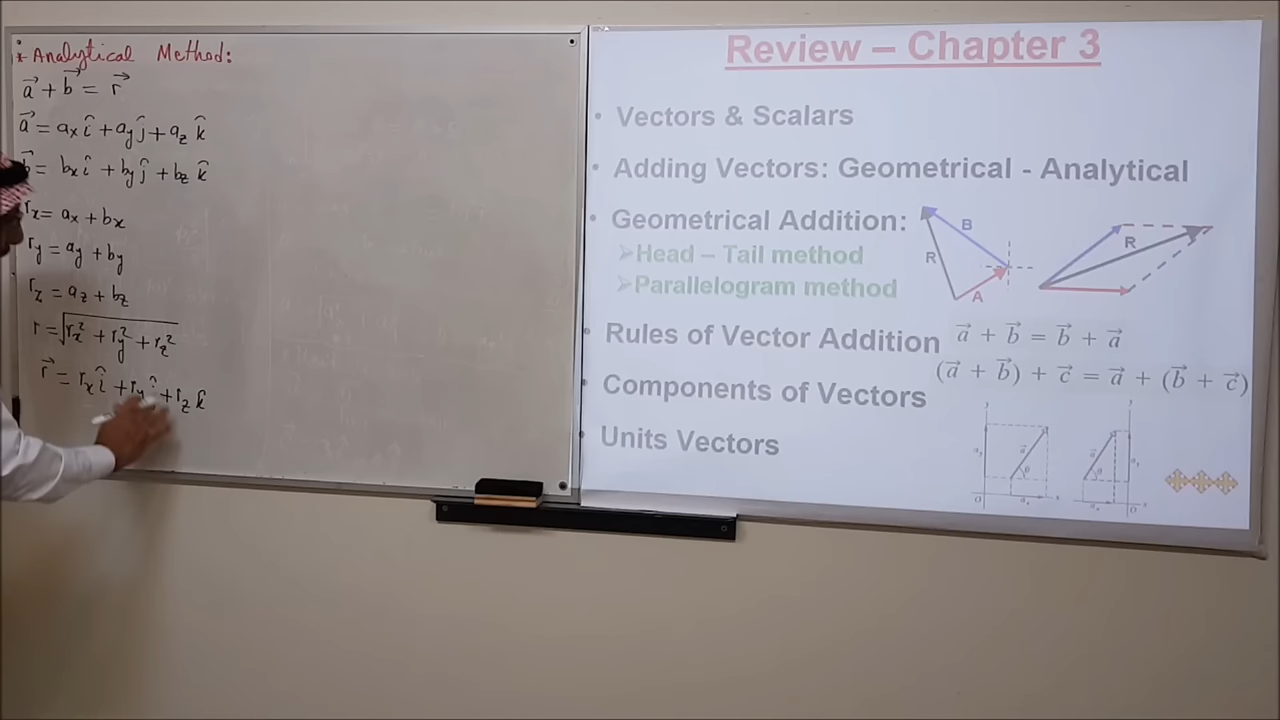 * Analytical Method:
a⃗ + b⃗ = r⃗
a⃗ = aₓ î + a_y ĵ + a_z k̂
b⃗ = bₓ î + b_y ĵ + b_z k̂
rₓ = aₓ + bₓ
r_y = a_y + b_y
r_z = a_z + b_z
r = √(rₓ² + r_y² + r_z²)
r⃗ = rₓ î + r_y ĵ + r_z k̂
Review – Chapter 3
• Vectors & Scalars
• Adding Vectors: Geometrical - Analytical
• Geometrical Addition:
➢Head – Tail method
➢Parallelogram method
B
R
A
R
• Rules of Vector Addition a⃗ + b⃗ = b⃗ + a⃗
(a⃗ + b⃗) + c⃗ = a⃗ + (b⃗ + c⃗)
• Components of Vectors
• Units Vectors